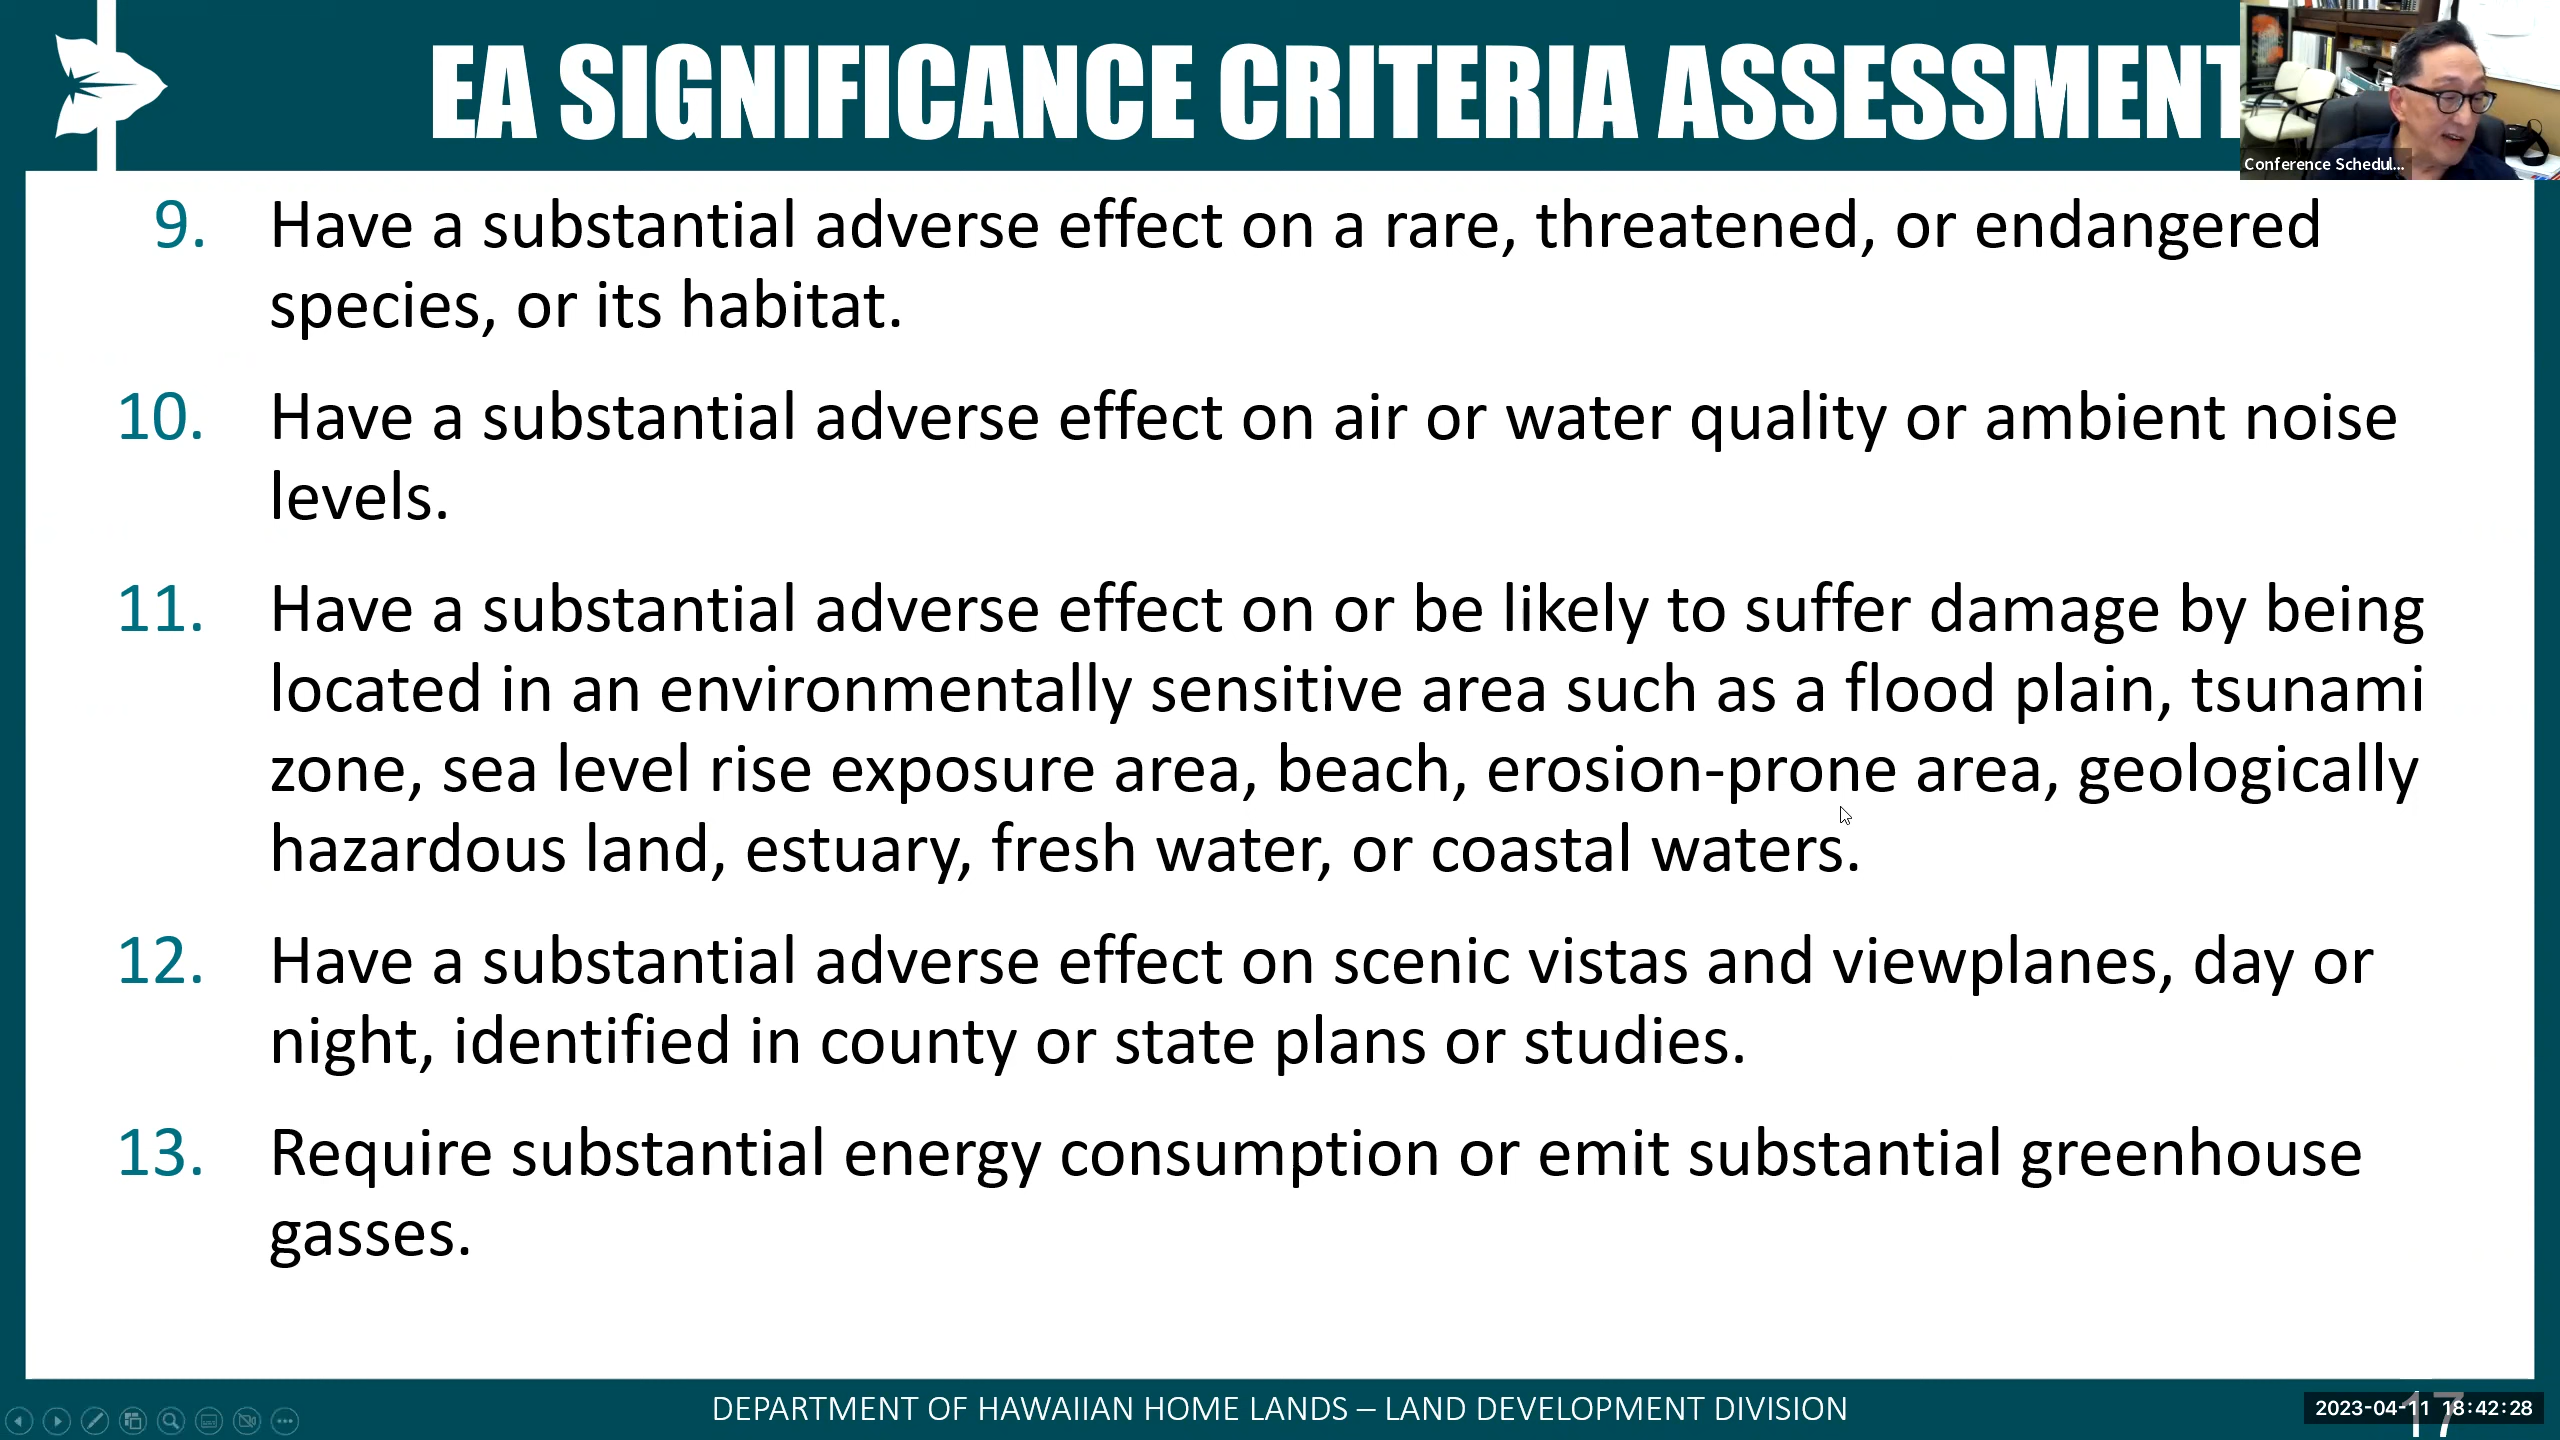 EA SIGNIFICANCE CRITERIA ASSESSMENT
Conference Schedul...
9. Have a substantial adverse effect on a rare, threatened, or endangered
species, or its habitat.
10. Have a substantial adverse effect on air or water quality or ambient noise
levels.
11. Have a substantial adverse effect on or be likely to suffer damage by being
located in an environmentally sensitive area such as a flood plain, tsunami
zone, sea level rise exposure area, beach, erosion-prone area, geologically
hazardous land, estuary, fresh water, or coastal waters.
12. Have a substantial adverse effect on scenic vistas and viewplanes, day or
night, identified in county or state plans or studies.
13. Require substantial energy consumption or emit substantial greenhouse
gasses.
DEPARTMENT OF HAWAIIAN HOME LANDS – LAND DEVELOPMENT DIVISION
17
2023-04-11 18:42:28